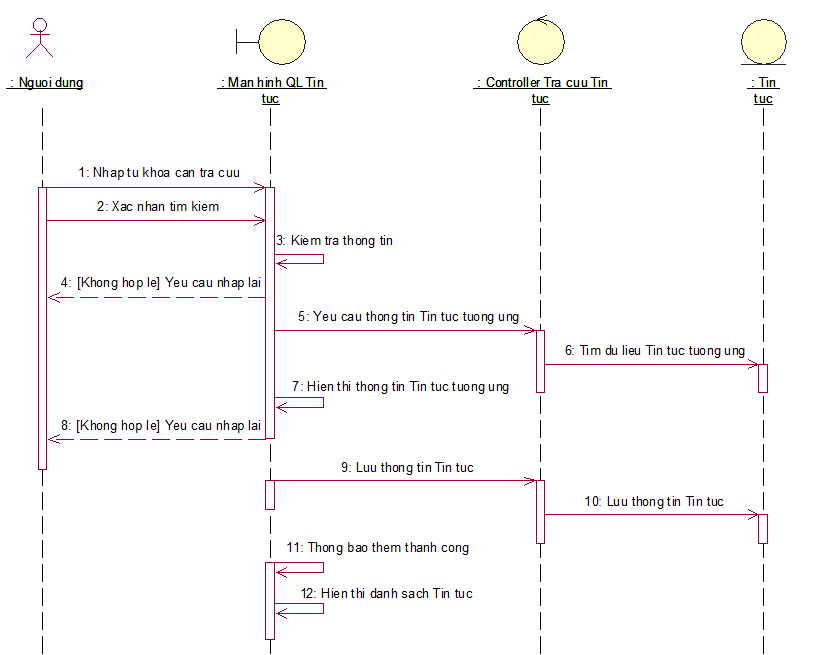 : Nguoi dung
: Man hinh QL Tin
tuc
: Controller Tra cuu Tin
tuc
: Tin
tuc
1: Nhap tu khoa can tra cuu
2: Xac nhan tim kiem
3: Kiem tra thong tin
4: [Khong hop le] Yeu cau nhap lai
5: Yeu cau thong tin Tin tuc tuong ung
6: Tim du lieu Tin tuc tuong ung
7: Hien thi thong tin Tin tuc tuong ung
8: [Khong hop le] Yeu cau nhap lai
9: Luu thong tin Tin tuc
10: Luu thong tin Tin tuc
11: Thong bao them thanh cong
12: Hien thi danh sach Tin tuc